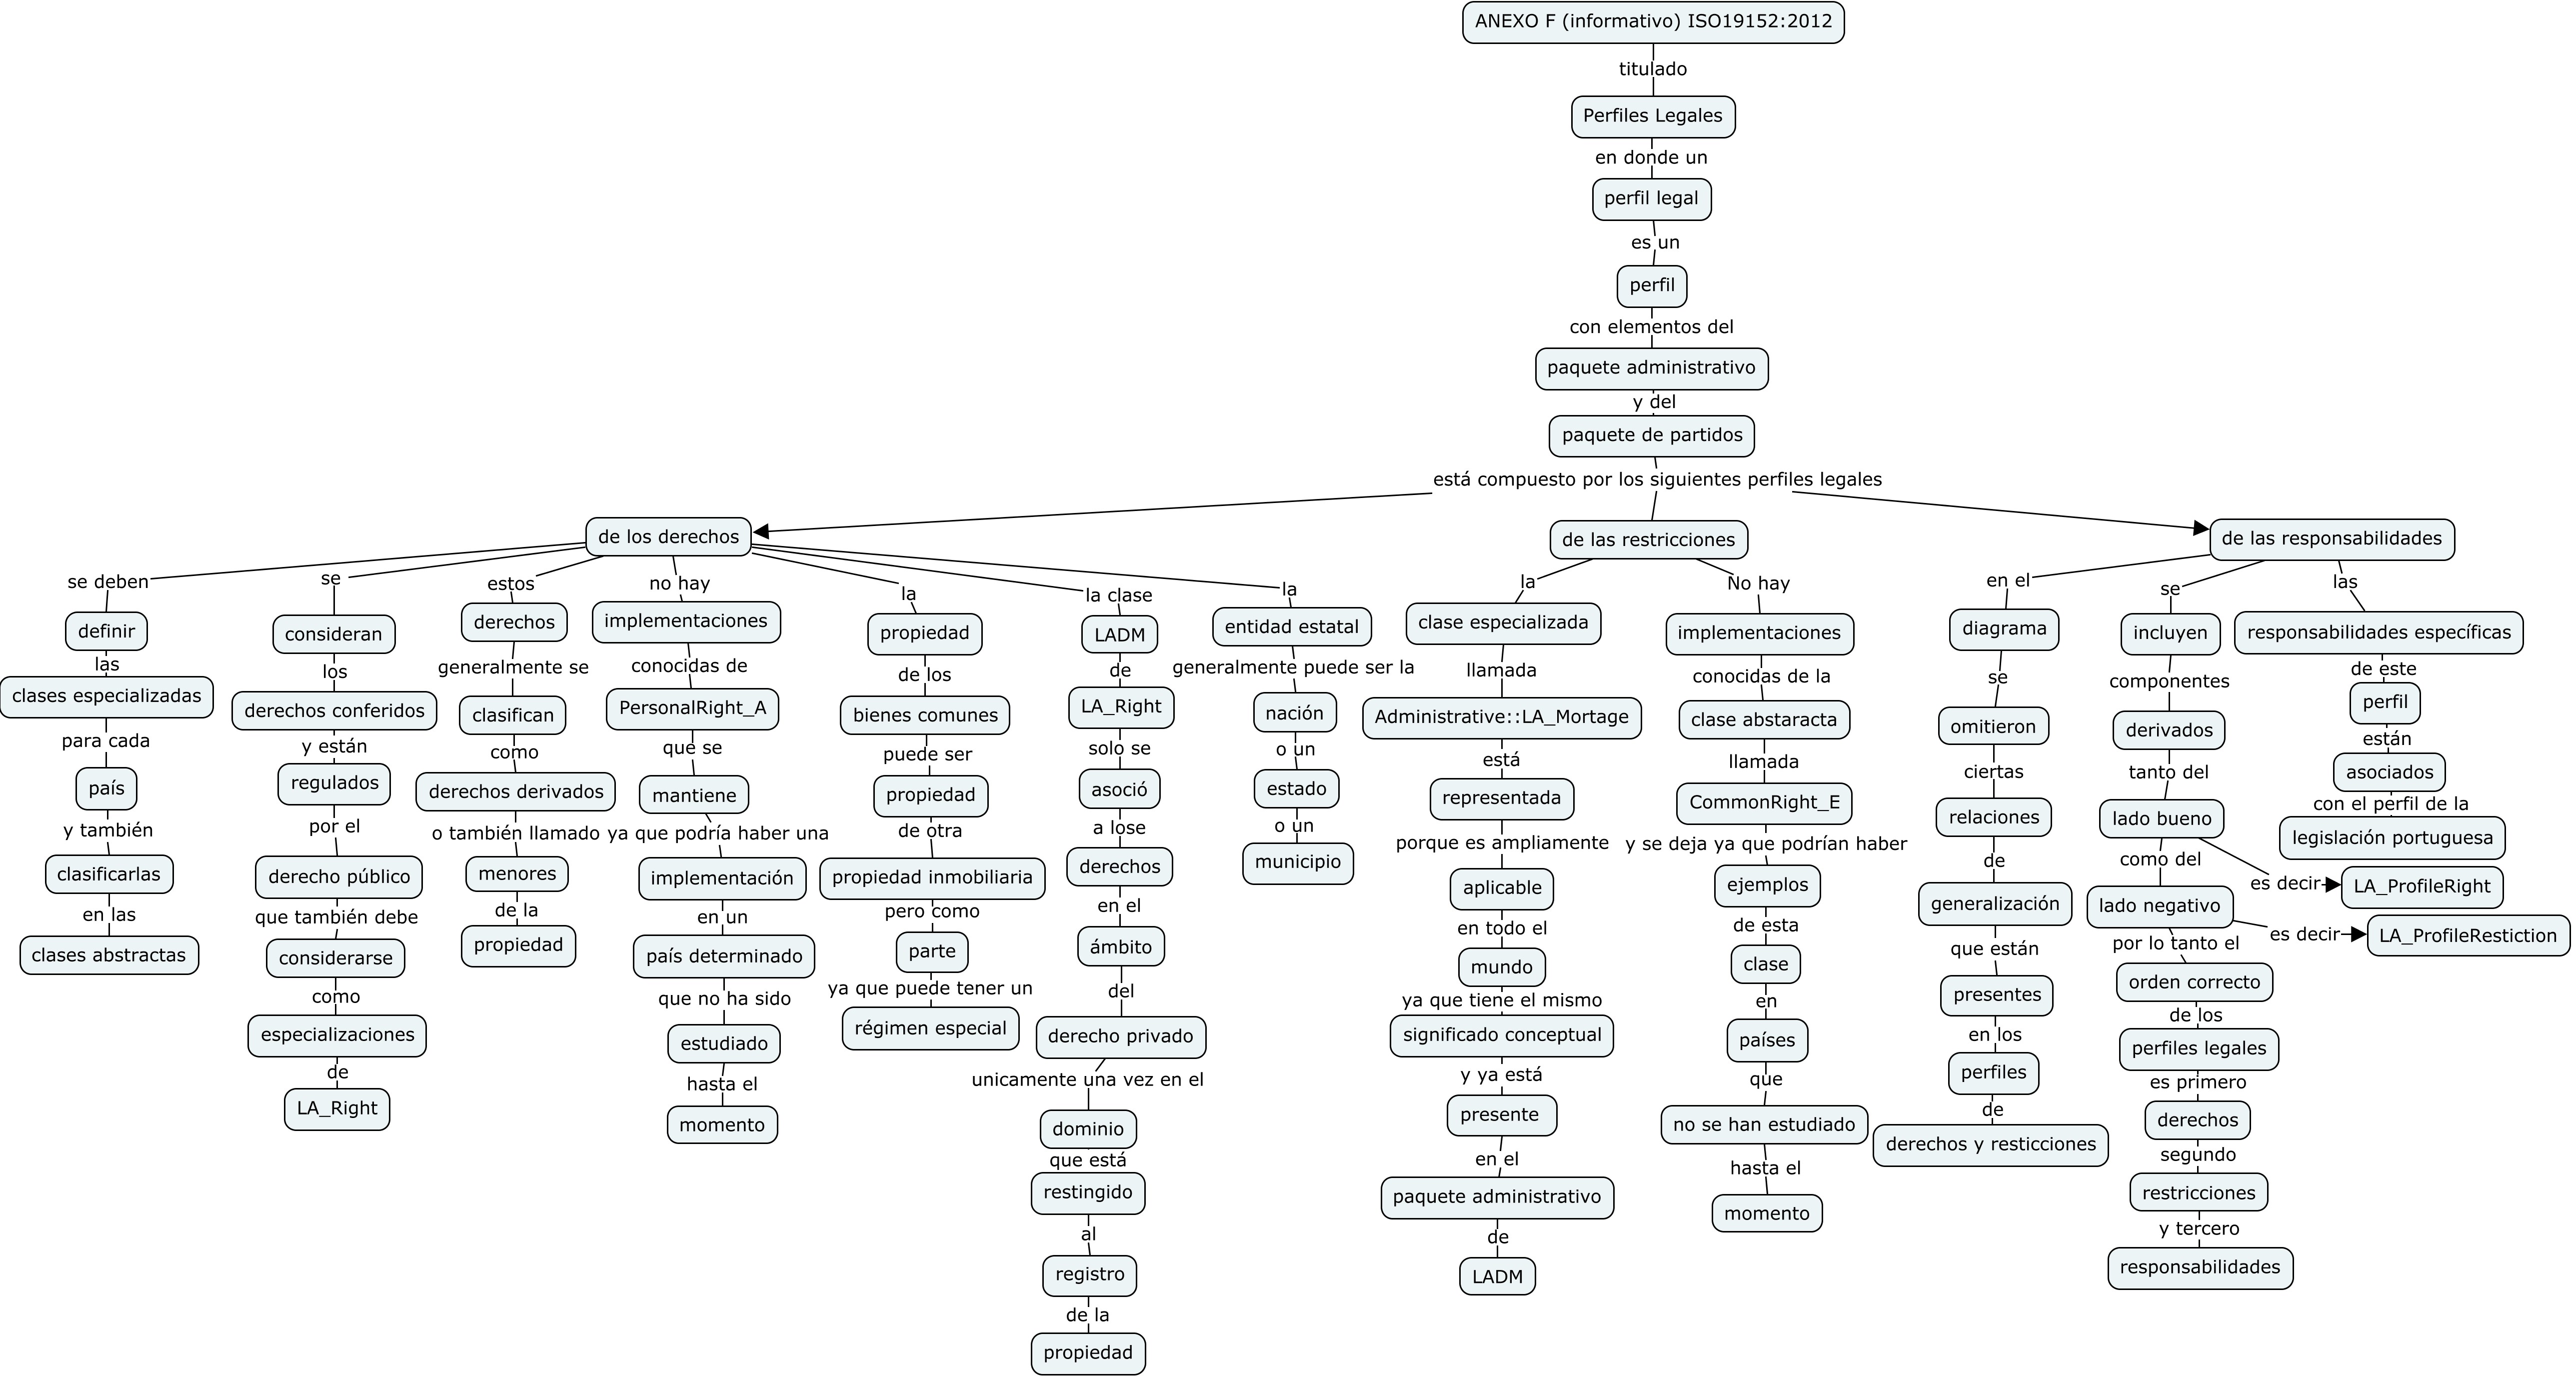 ANEXO F (informativo) ISO19152:2012
titulado
Perfiles Legales
en donde un
perfil legal
es un
perfil
con elementos del
paquete administrativo
y del
paquete de partidos
está compuesto por los siguientes perfiles legales
de los derechos
se deben
definir
las
clases especializadas
para cada
país
y también
clasificarlas
en las
clases abstractas
se
consideran
los
derechos conferidos
y están
regulados
por el
derecho público
que también debe
considerarse
como
especializaciones
de
LA_Right
estos
derechos
generalmente se
clasifican
como
derechos derivados
o también llamado
menores
de la
propiedad
no hay
implementaciones
conocidas de
PersonalRight_A
que se
mantiene
ya que podría haber una
implementación
en un
país determinado
que no ha sido
estudiado
hasta el
momento
la
propiedad
de los
bienes comunes
puede ser
propiedad
de otra
propiedad inmobiliaria
pero como
parte
ya que puede tener un
régimen especial
la clase
LADM
de
LA_Right
solo se
asoció
a lose
derechos
en el
ámbito
del
derecho privado
unicamente una vez en el
dominio
que está
restingido
al
registro
de la
propiedad
la
entidad estatal
generalmente puede ser la
nación
o un
estado
o un
municipio
de las restricciones
la
clase especializada
llamada
Administrative::LA_Mortage
está
representada
porque es ampliamente
aplicable
en todo el
mundo
ya que tiene el mismo
significado conceptual
y ya está
presente
en el
paquete administrativo
de
LADM
No hay
implementaciones
conocidas de la
clase abstaracta
llamada
CommonRight_E
y se deja ya que podrían haber
ejemplos
de esta
clase
en
países
que
no se han estudiado
hasta el
momento
de las responsabilidades
en el
diagrama
se
omitieron
ciertas
relaciones
de
generalización
que están
presentes
en los
perfiles
de
derechos y resticciones
se
incluyen
componentes
derivados
tanto del
lado bueno
es decir
LA_ProfileRight
como del
lado negativo
es decir
LA_ProfileRestiction
por lo tanto el
orden correcto
de los
perfiles legales
es primero
derechos
segundo
restricciones
y tercero
responsabilidades
las
responsabilidades específicas
de este
perfil
están
asociados
con el perfil de la
legislación portuguesa